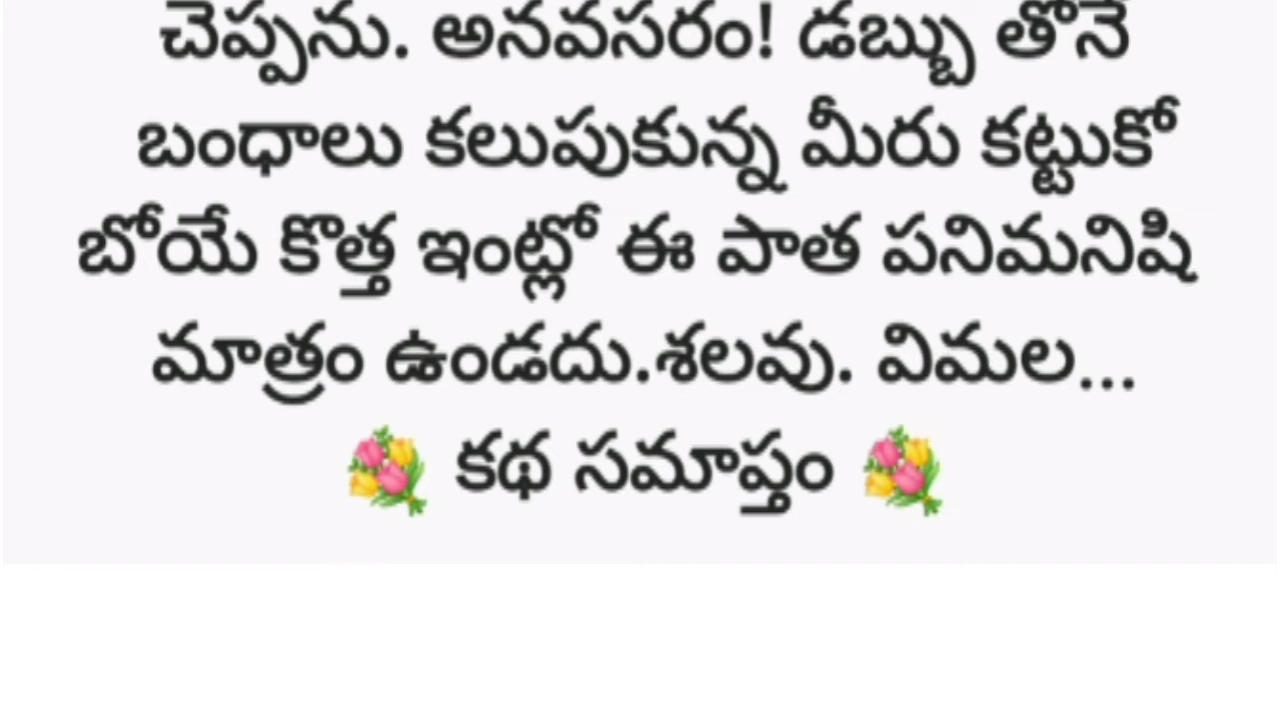 చెప్పను. అనవసరం! డబ్బు తోనే
బంధాలు కలుపుకున్న మీరు కట్టుకో
బోయే కొత్త ఇంట్లో ఈ పాత పనిమనిషి
మాత్రం ఉండదు.శలవు. విమల...
💐 కథ సమాప్తం 💐